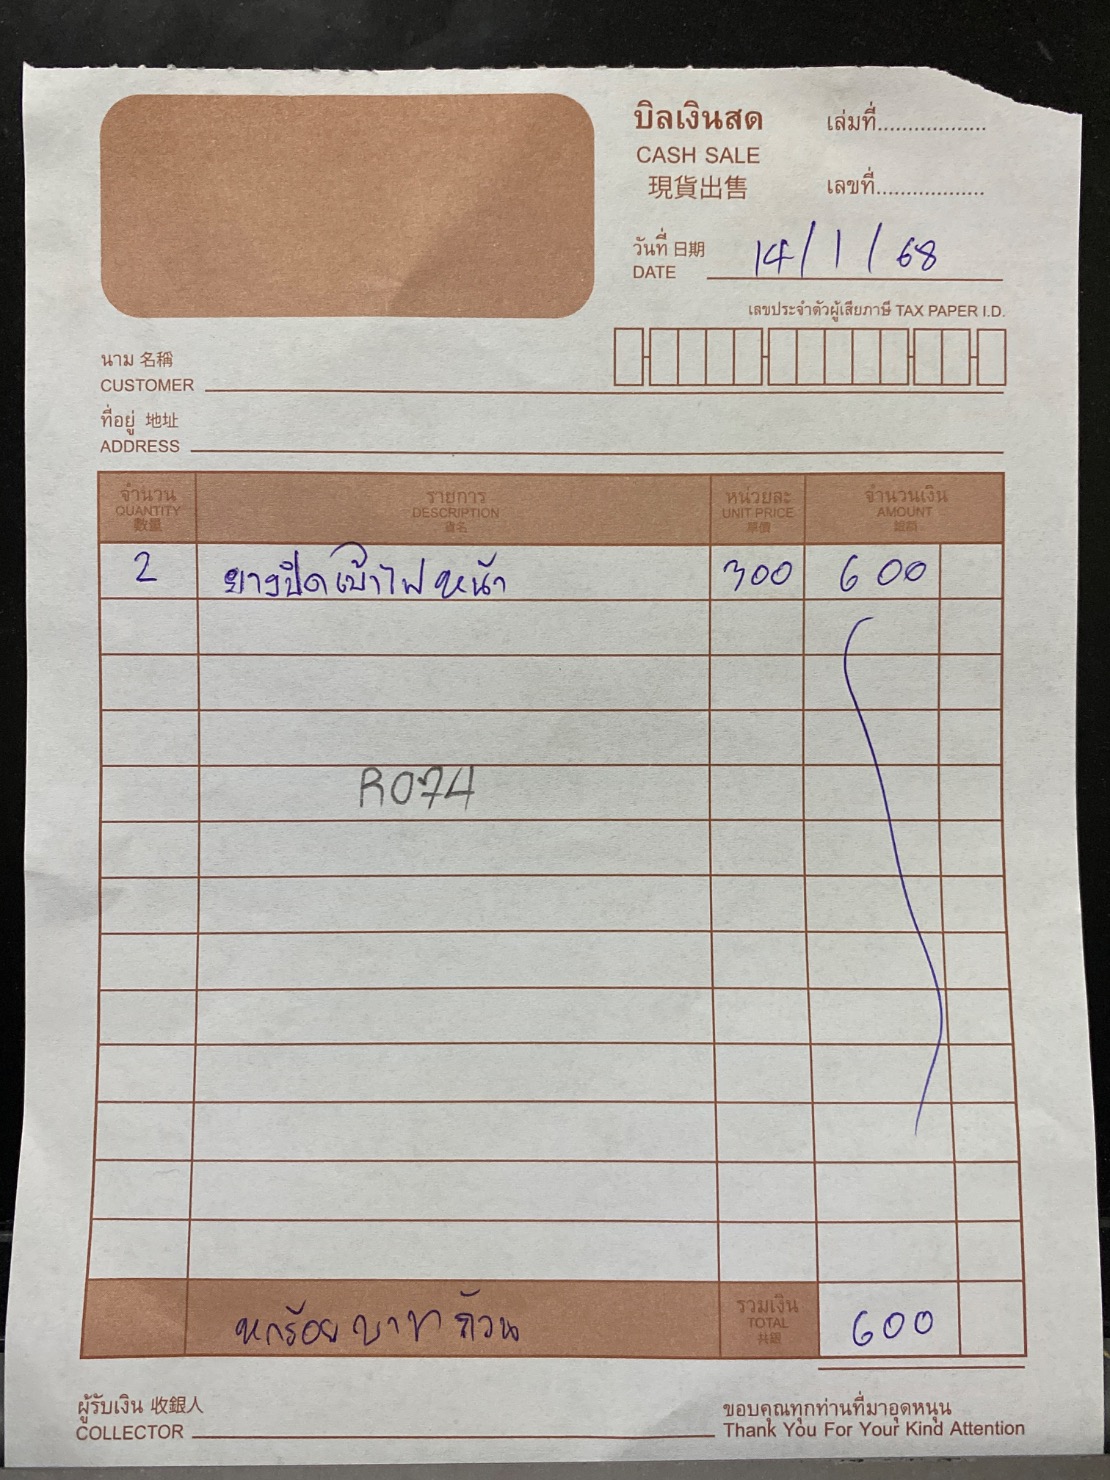 บิลเงินสด
CASH SALE
現貨出售
เล่มที่..................
เลขที่..................
วันที่ 日期
DATE 14/1/68
เลขประจำตัวผู้เสียภาษี TAX PAPER I.D.
นาม 名稱
CUSTOMER
ที่อยู่ 地址
ADDRESS
จำนวน รายการ หน่วยละ จำนวนเงิน
QUANTITY DESCRIPTION UNIT PRICE AMOUNT
數量 單價
2 ยางปิดเบ้าไฟหน้า 300 600
R074
หกร้อยบาทถ้วน
รวมเงิน
TOTAL 600
ผู้รับเงิน 收銀人
COLLECTOR
ขอบคุณทุกท่านที่มาอุดหนุน
Thank You For Your Kind Attention